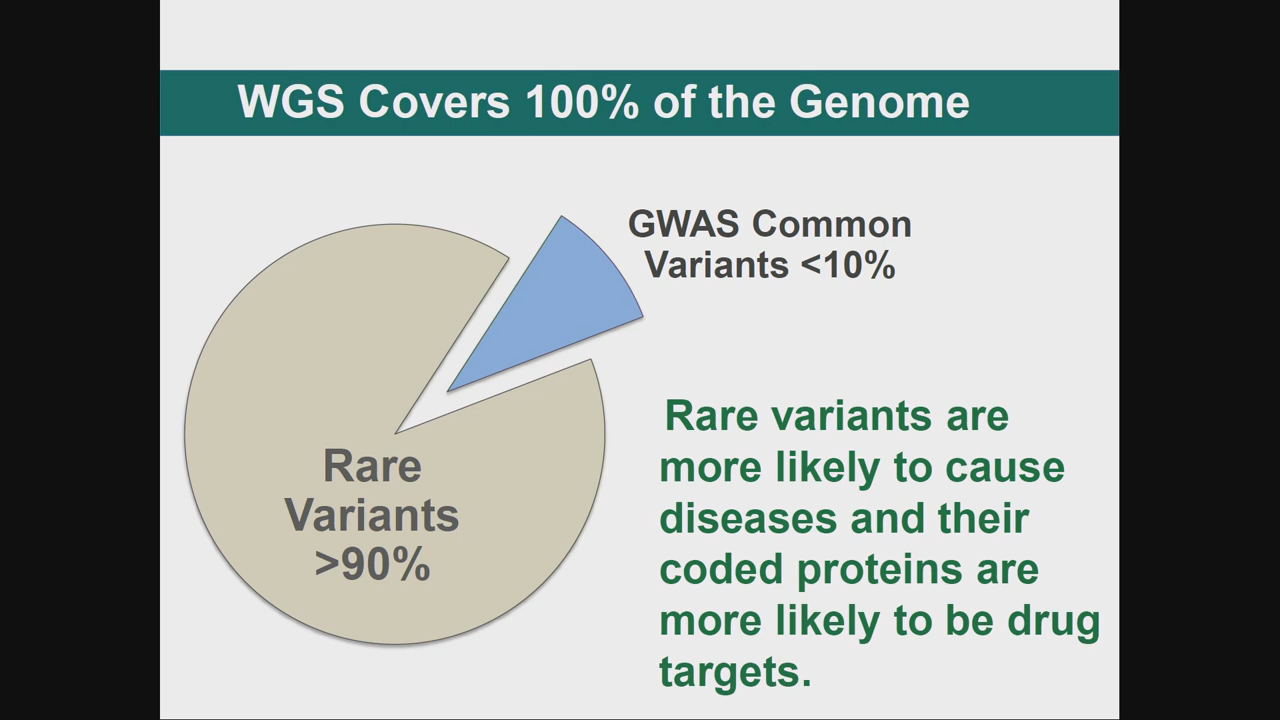 WGS Covers 100% of the Genome
GWAS Common
Variants <10%
Rare
Variants
>90%
Rare variants are
more likely to cause
diseases and their
coded proteins are
more likely to be drug
targets.